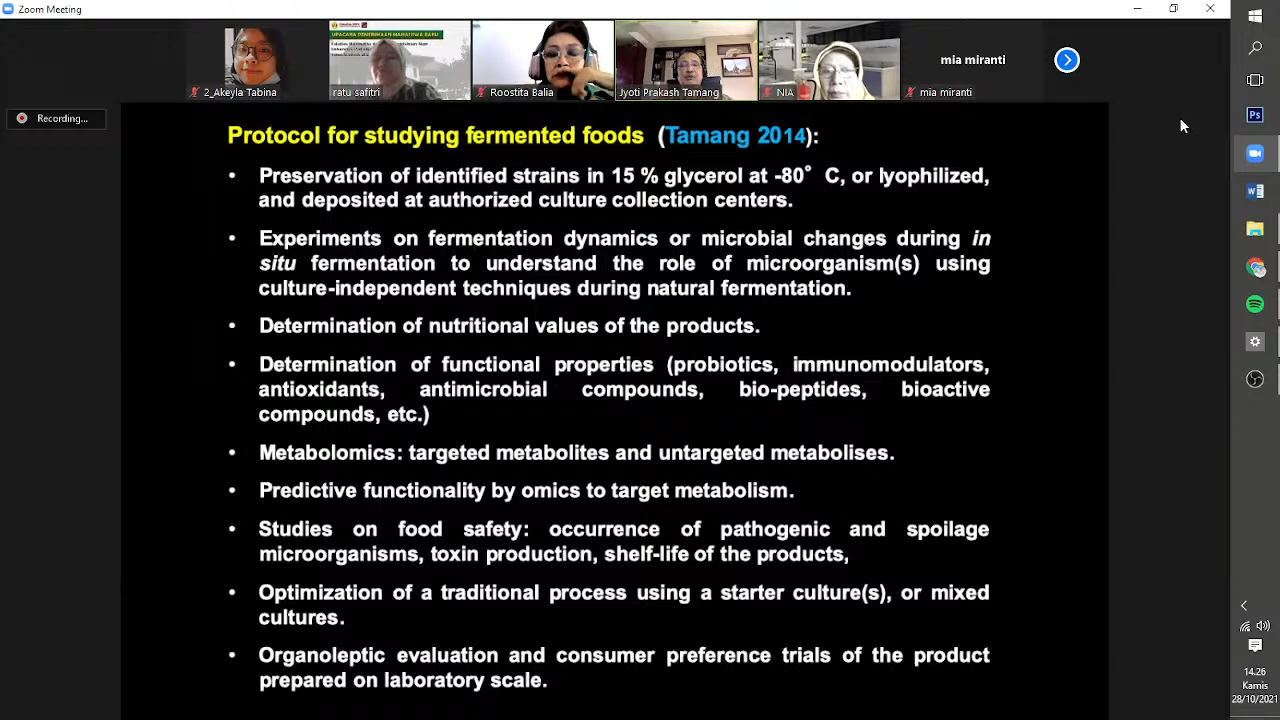 Zoom Meeting
UPACARA PENERIMAAN MAHASISWA BARU
2_Akeyla Tabina
ratu safitri
Roostita Balia
Jyoti Prakash Tamang
NIA
mia miranti
mia miranti
Recording...
Protocol for studying fermented foods (Tamang 2014):
• Preservation of identified strains in 15 % glycerol at -80° C, or lyophilized,
and deposited at authorized culture collection centers.
• Experiments on fermentation dynamics or microbial changes during in
situ fermentation to understand the role of microorganism(s) using
culture-independent techniques during natural fermentation.
• Determination of nutritional values of the products.
• Determination of functional properties (probiotics, immunomodulators,
antioxidants, antimicrobial compounds, bio-peptides, bioactive
compounds, etc.)
• Metabolomics: targeted metabolites and untargeted metabolises.
• Predictive functionality by omics to target metabolism.
• Studies on food safety: occurrence of pathogenic and spoilage
microorganisms, toxin production, shelf-life of the products,
• Optimization of a traditional process using a starter culture(s), or mixed
cultures.
• Organoleptic evaluation and consumer preference trials of the product
prepared on laboratory scale.
Ps
14.26
Kamis
28/10/2021